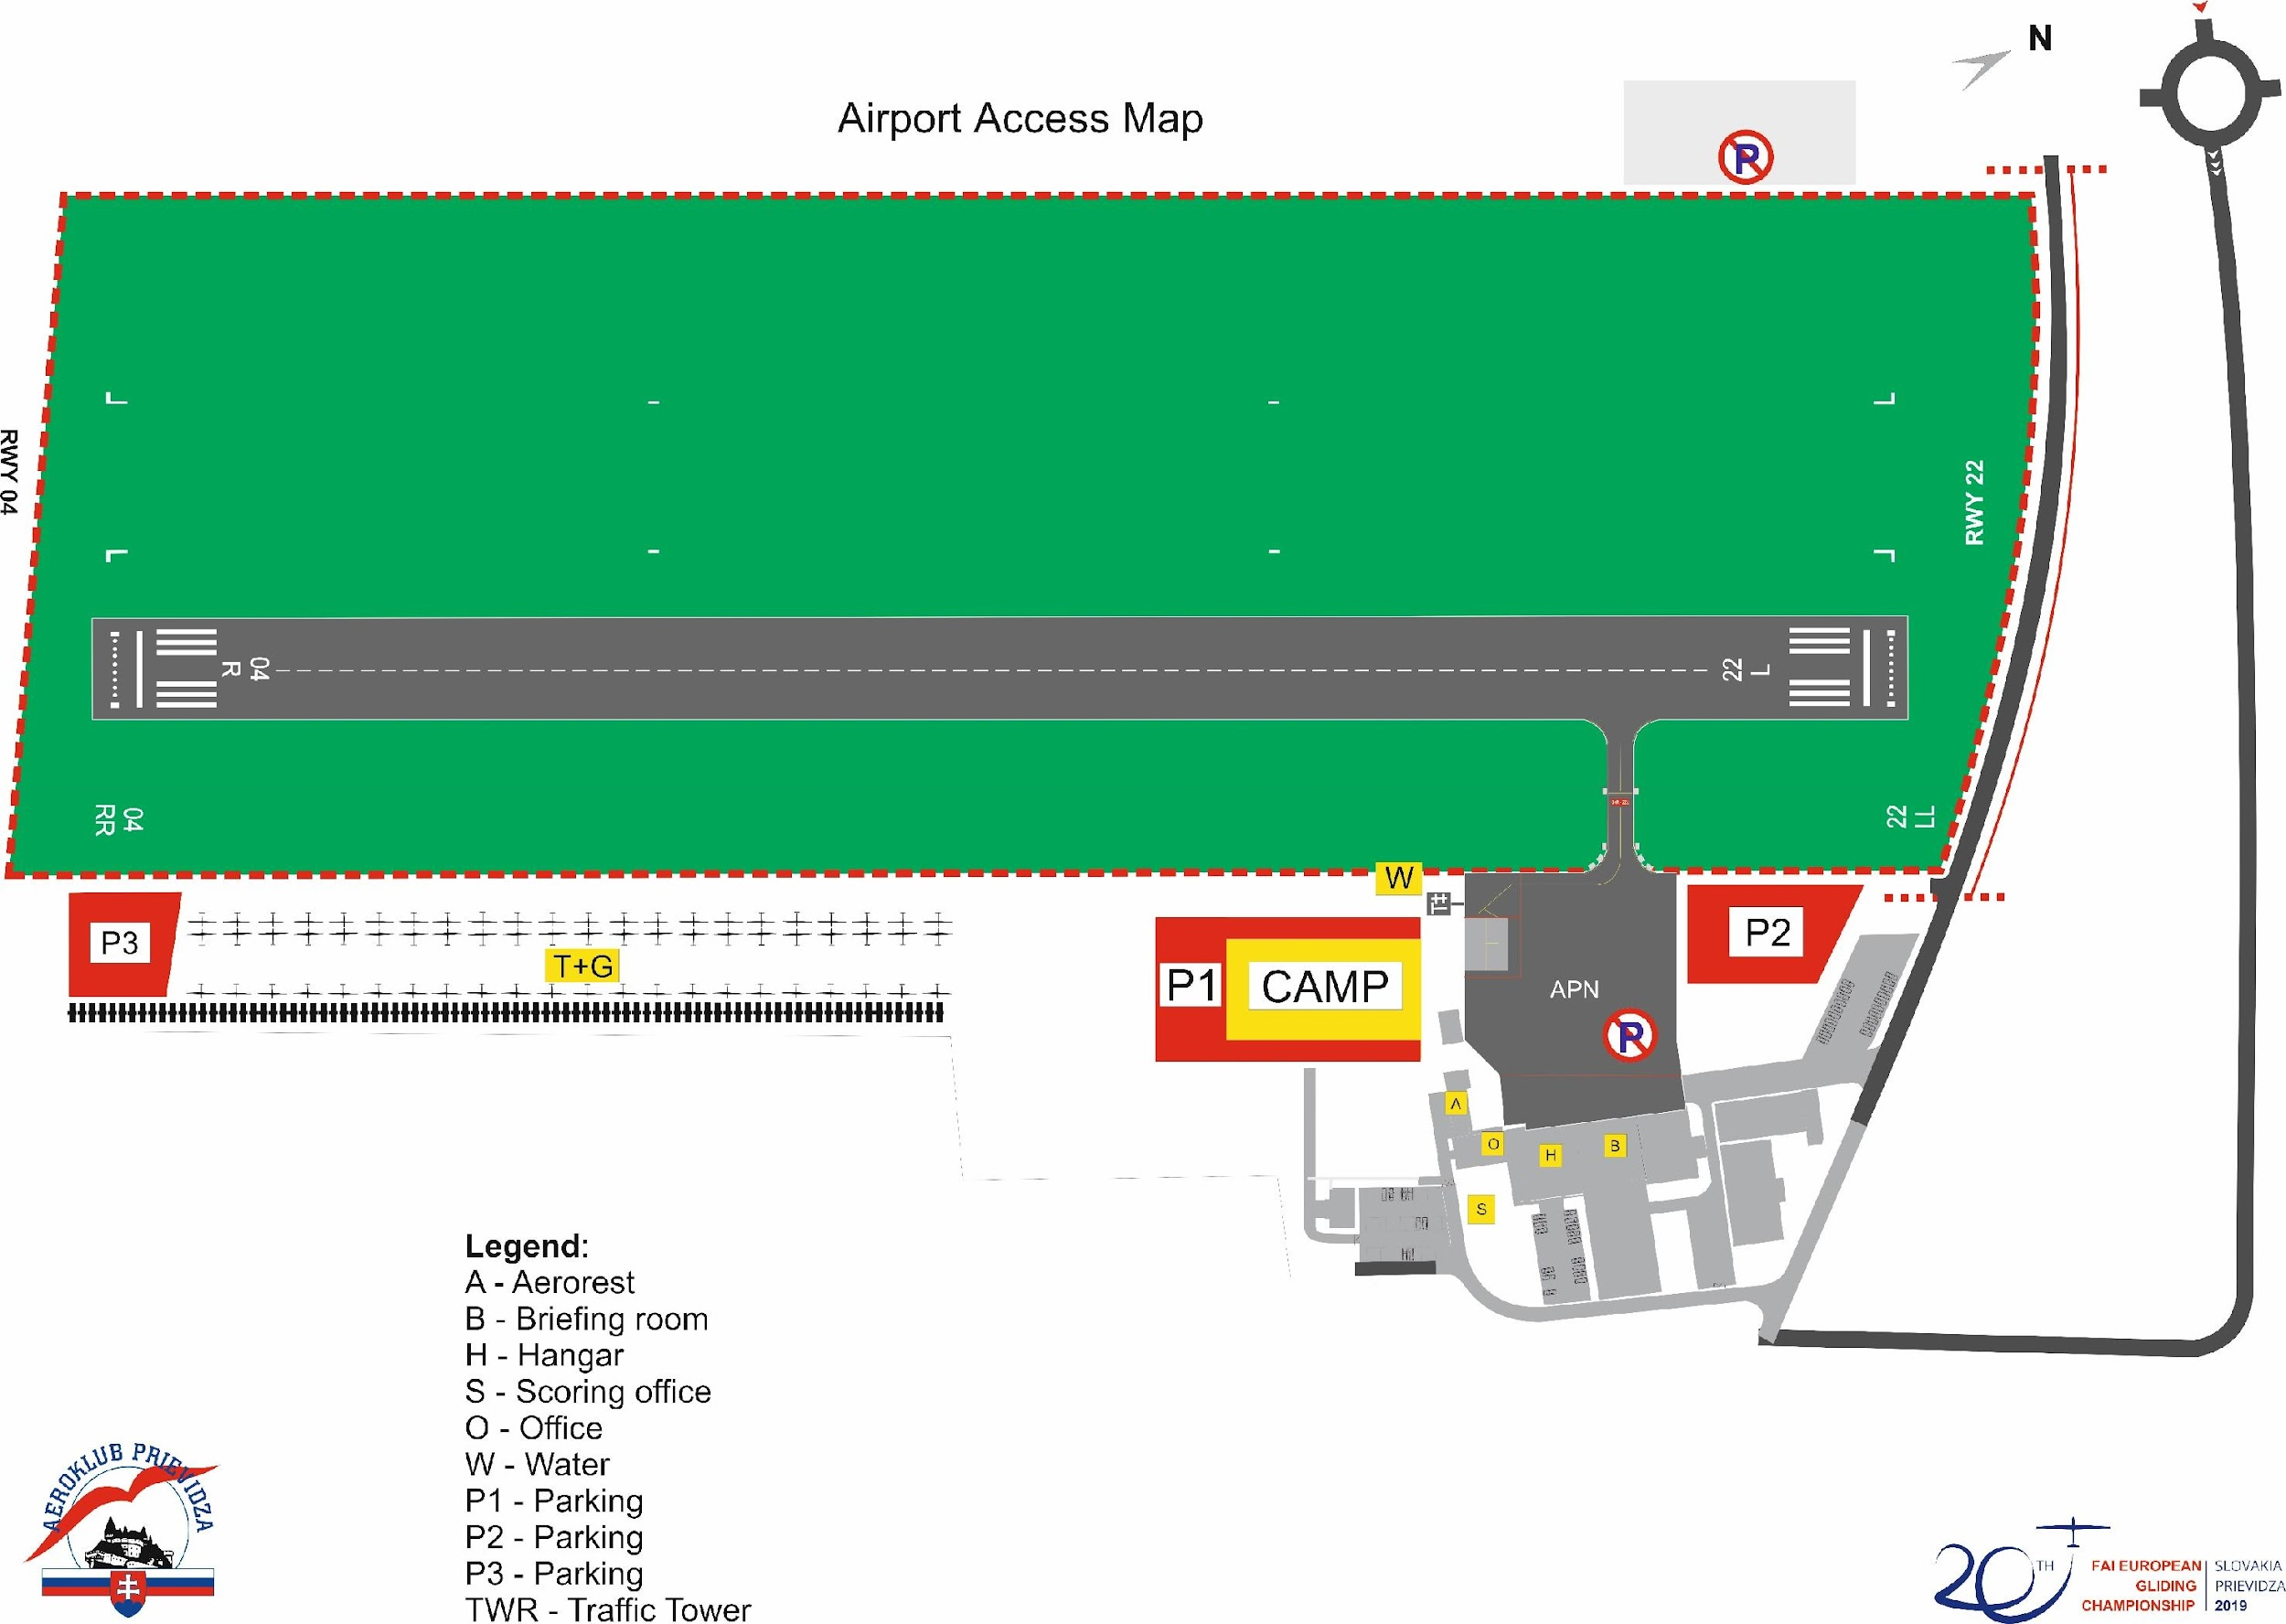 N
Airport Access Map
P
RWY 04
RWY 22
04
R
22
L
04
RR
22
LL
W
P3
T+G
P1
CAMP
P2
APN
P
A
O
H
B
S
Legend:
A - Aerorest
B - Briefing room
H - Hangar
S - Scoring office
O - Office
W - Water
P1 - Parking
P2 - Parking
P3 - Parking
TWR - Traffic Tower
AEROKLUB PRIEVIDZA
20TH
FAI EUROPEAN
GLIDING
CHAMPIONSHIP
SLOVAKIA
PRIEVIDZA
2019